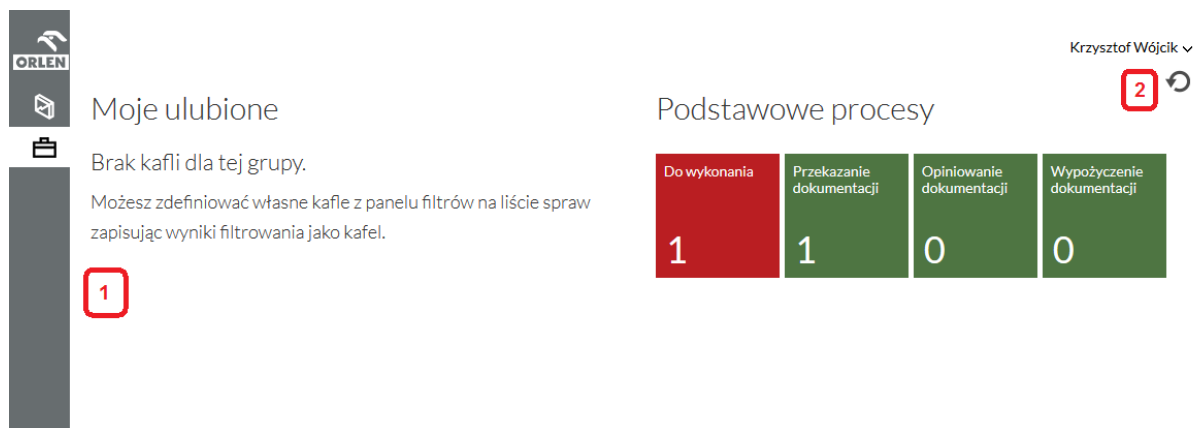 ORLEN
Krzysztof Wójcik
2
Moje ulubione
Brak kafli dla tej grupy.
Możesz zdefiniować własne kafle z panelu filtrów na liście spraw
zapisując wyniki filtrowania jako kafel.
1
Podstawowe procesy
Do wykonania
1
Przekazanie
dokumentacji
1
Opiniowanie
dokumentacji
0
Wypożyczenie
dokumentacji
0